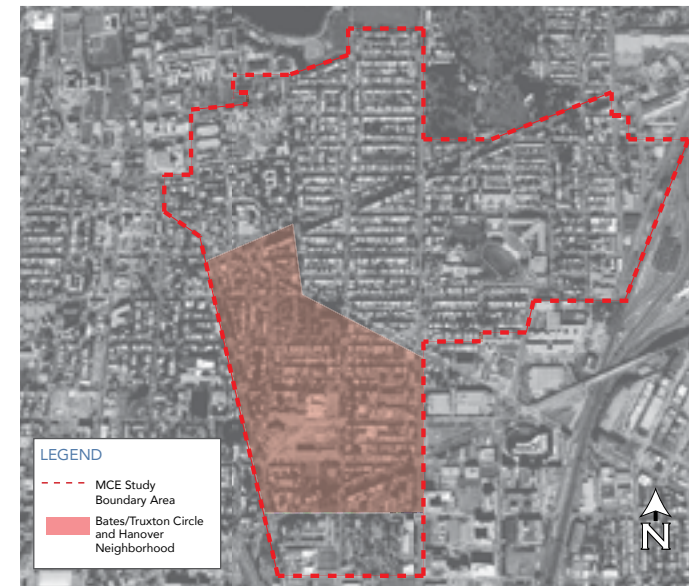 LEGEND
MCE Study
Boundary Area
Bates/Truxton Circle
and Hanover
Neighborhood
N